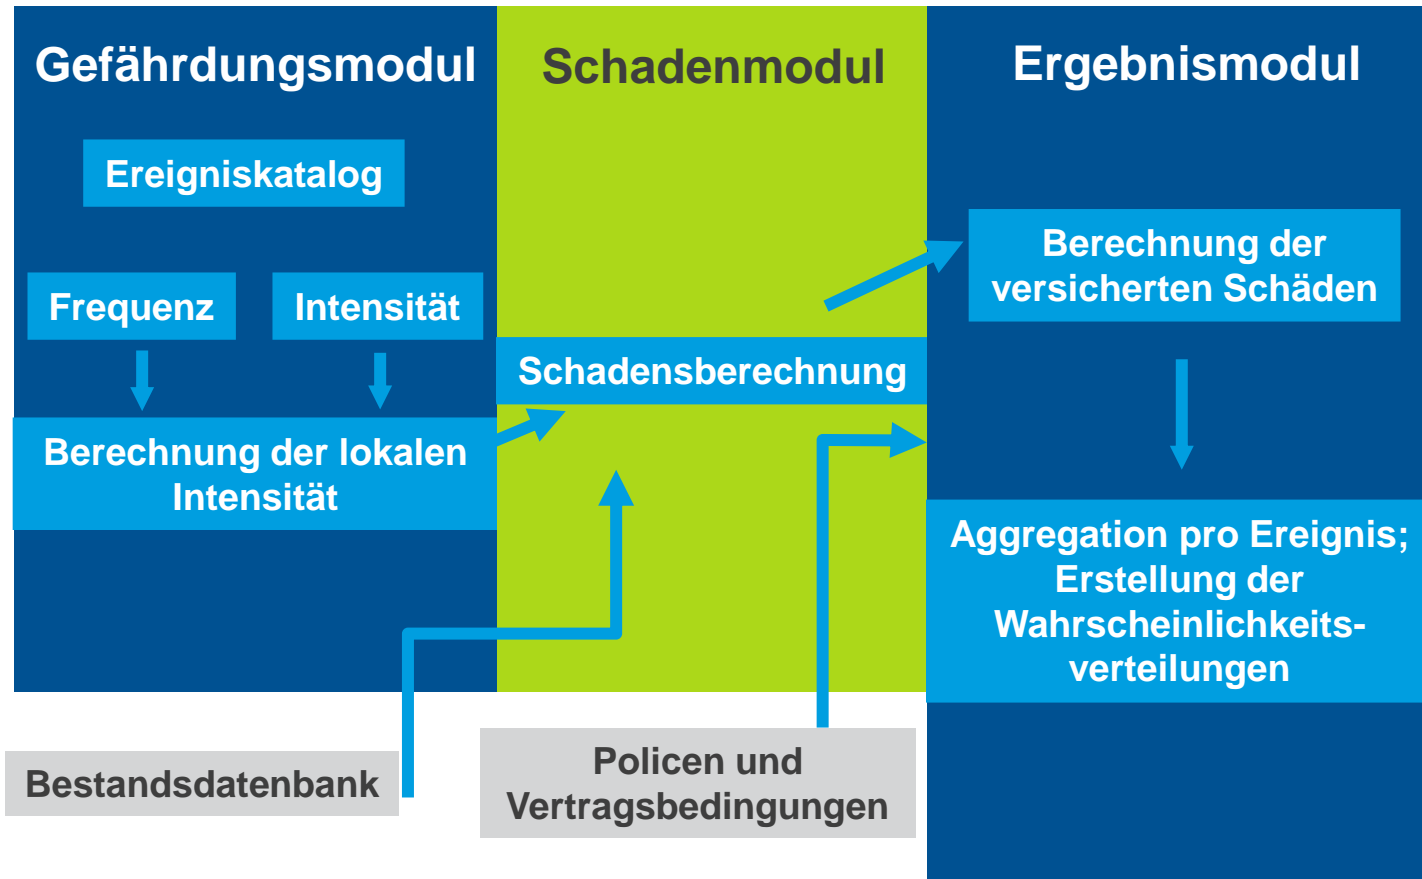 Gefährdungsmodul
Ereigniskatalog
Frequenz
Intensität
Berechnung der lokalen
Intensität
Schadenmodul
Schadensberechnung
Ergebnismodul
Berechnung der
versicherten Schäden
Aggregation pro Ereignis;
Erstellung der
Wahrscheinlichkeits-
verteilungen
Bestandsdatenbank
Policen und
Vertragsbedingungen